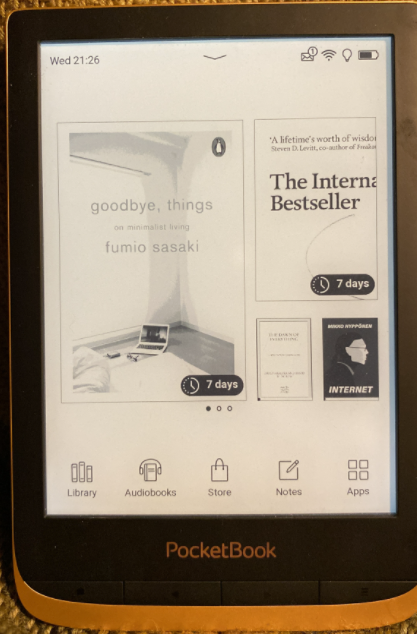 Wed 21:26
1
goodbye, things
on minimalist living
fumio sasaki
7 days
'A lifetime's worth of wisdo
Steven D. Levitt, co-author of Freako
The Interna
Bestseller
7 days
MIKKO HYPPÖNEN
INTERNET
Library
Audiobooks
Store
Notes
Apps
PocketBook